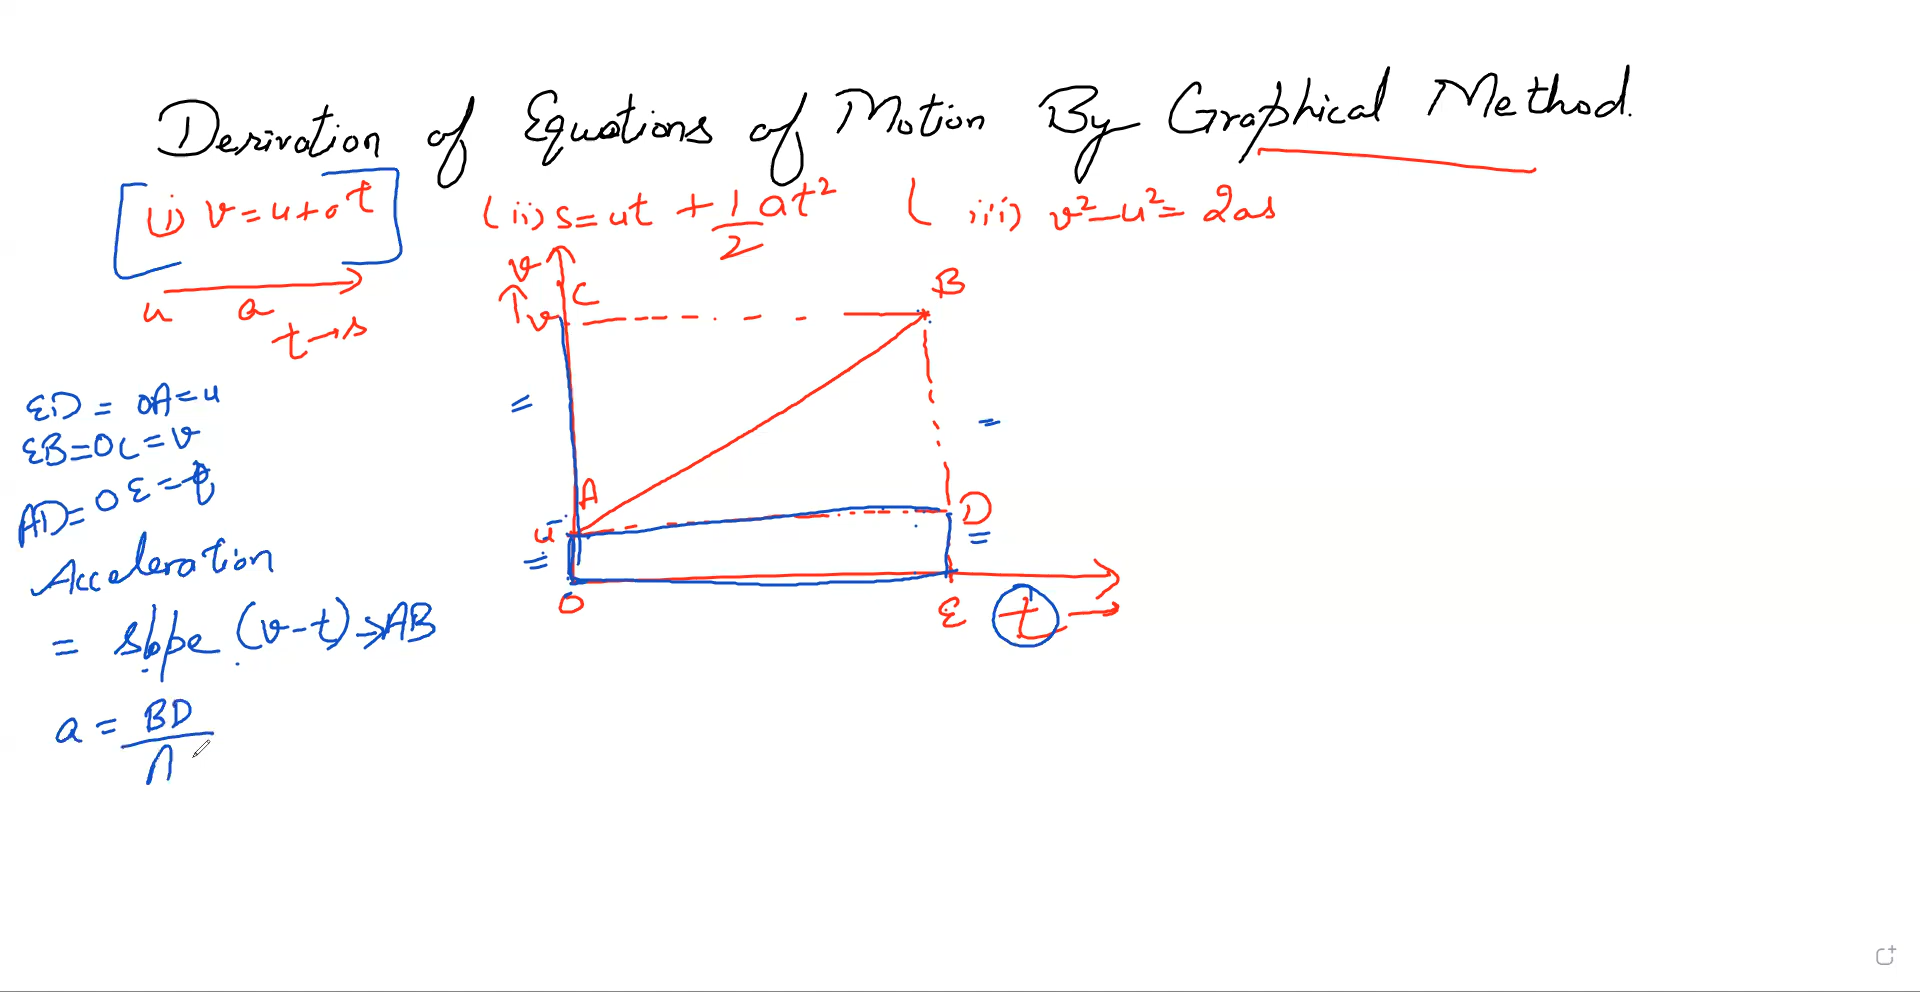 Derivation of Equations of Motion By Graphical Method.
(i) v = u + at
(ii) s = ut + 1/2 at²
( iii) v² - u² = 2as
u a
t → s
v
↑ v
C
B
A
u
D
O
E
t →
ED = OA = u
EB = OC = v
AD = OE = t
Acceleration
= slope (v-t) → AB
a = BD